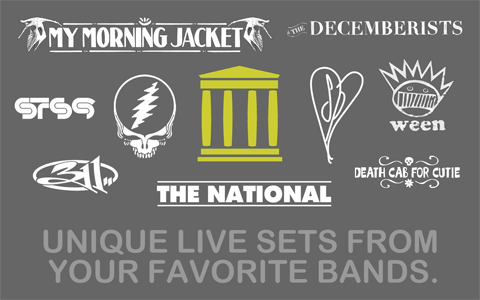 MY MORNING JACKET
THE DECEMBERISTS
STS9
ween
311
DEATH CAB FOR CUTIE
THE NATIONAL
UNIQUE LIVE SETS FROM
YOUR FAVORITE BANDS.